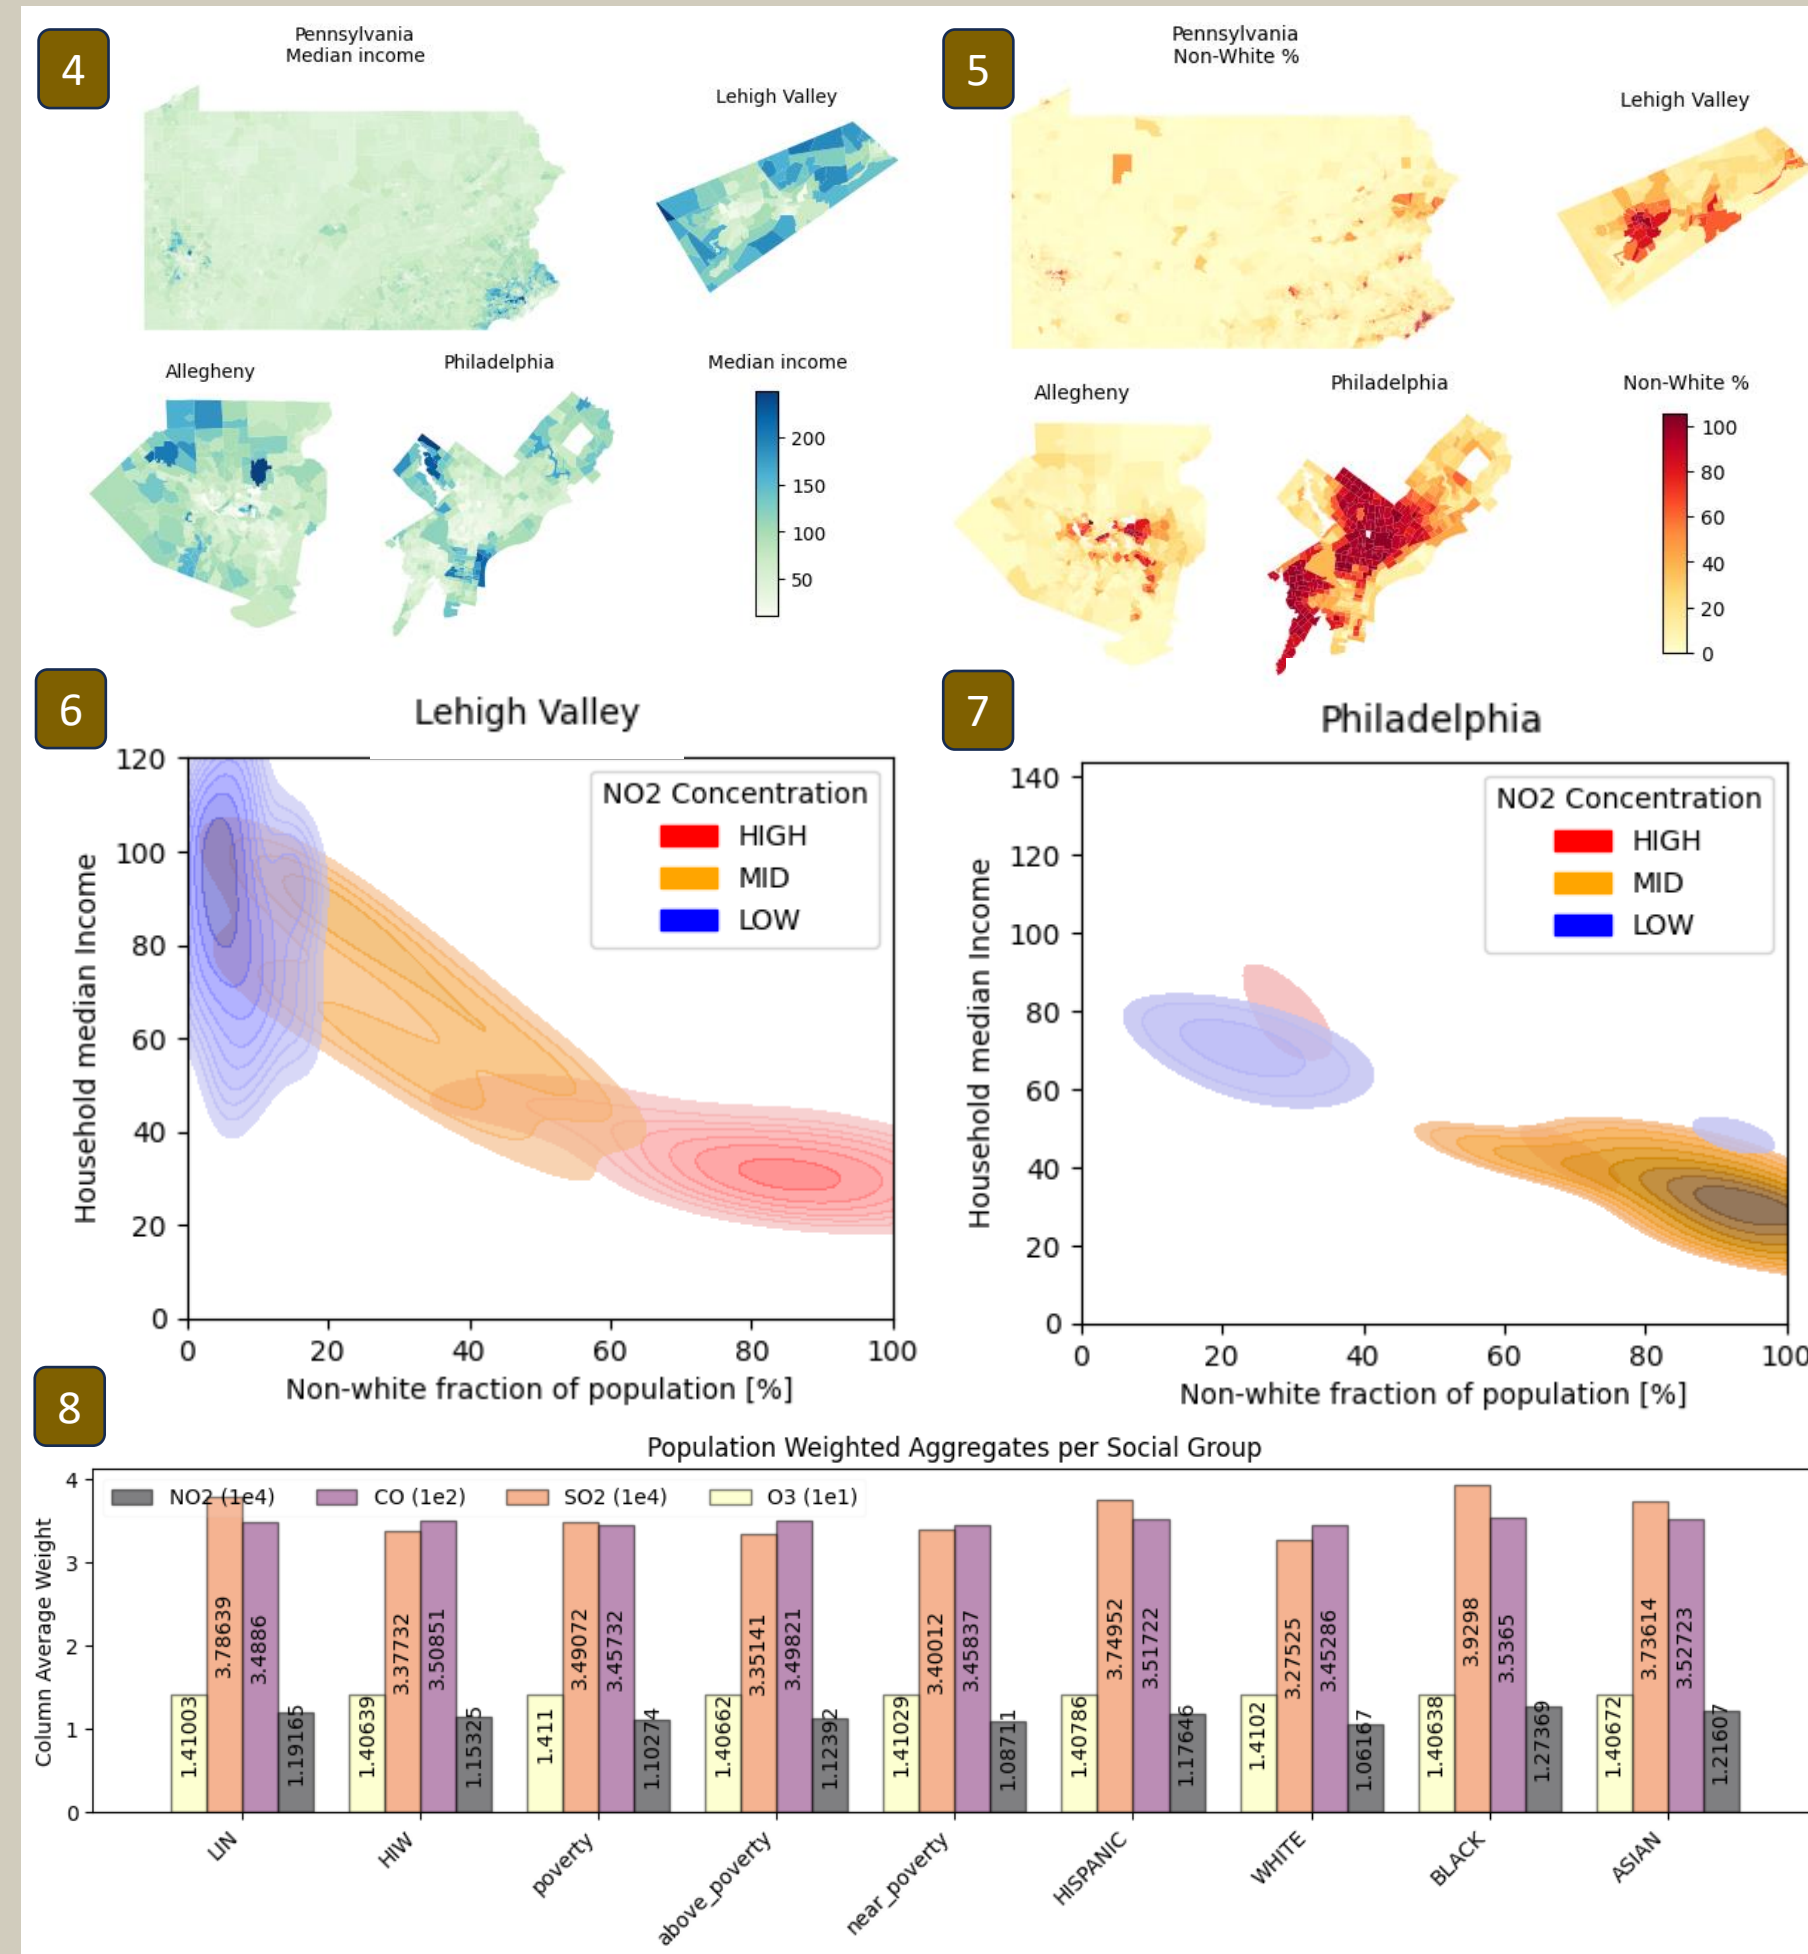 4
Pennsylvania
Median income
Lehigh Valley
Allegheny
Philadelphia
Median income
200
150
100
50
5
Pennsylvania
Non-White %
Lehigh Valley
Allegheny
Philadelphia
Non-White %
100
80
60
40
20
0
6
Lehigh Valley
NO2 Concentration
HIGH
MID
LOW
Household median Income
120
100
80
60
40
20
0
0 20 40 60 80 100
Non-white fraction of population [%]
7
Philadelphia
NO2 Concentration
HIGH
MID
LOW
Household median Income
140
120
100
80
60
40
20
0
0 20 40 60 80 100
Non-white fraction of population [%]
8
Population Weighted Aggregates per Social Group
NO2 (1e4) CO (1e2) SO2 (1e4) O3 (1e1)
Column Average Weight
4
3
2
1
0
1.41003 3.78639 3.4886 1.19165
1.40639 3.37732 3.50851 1.15325
1.411 3.49072 3.45732 1.10274
1.40662 3.35141 3.49821 1.12392
1.41029 3.40012 3.45837 1.08711
1.40786 3.74952 3.51722 1.17646
1.4102 3.27525 3.45286 1.06167
1.40638 3.9298 3.5365 1.27369
1.40672 3.73614 3.52723 1.21607
LIN HIW poverty above_poverty near_poverty HISPANIC WHITE BLACK ASIAN